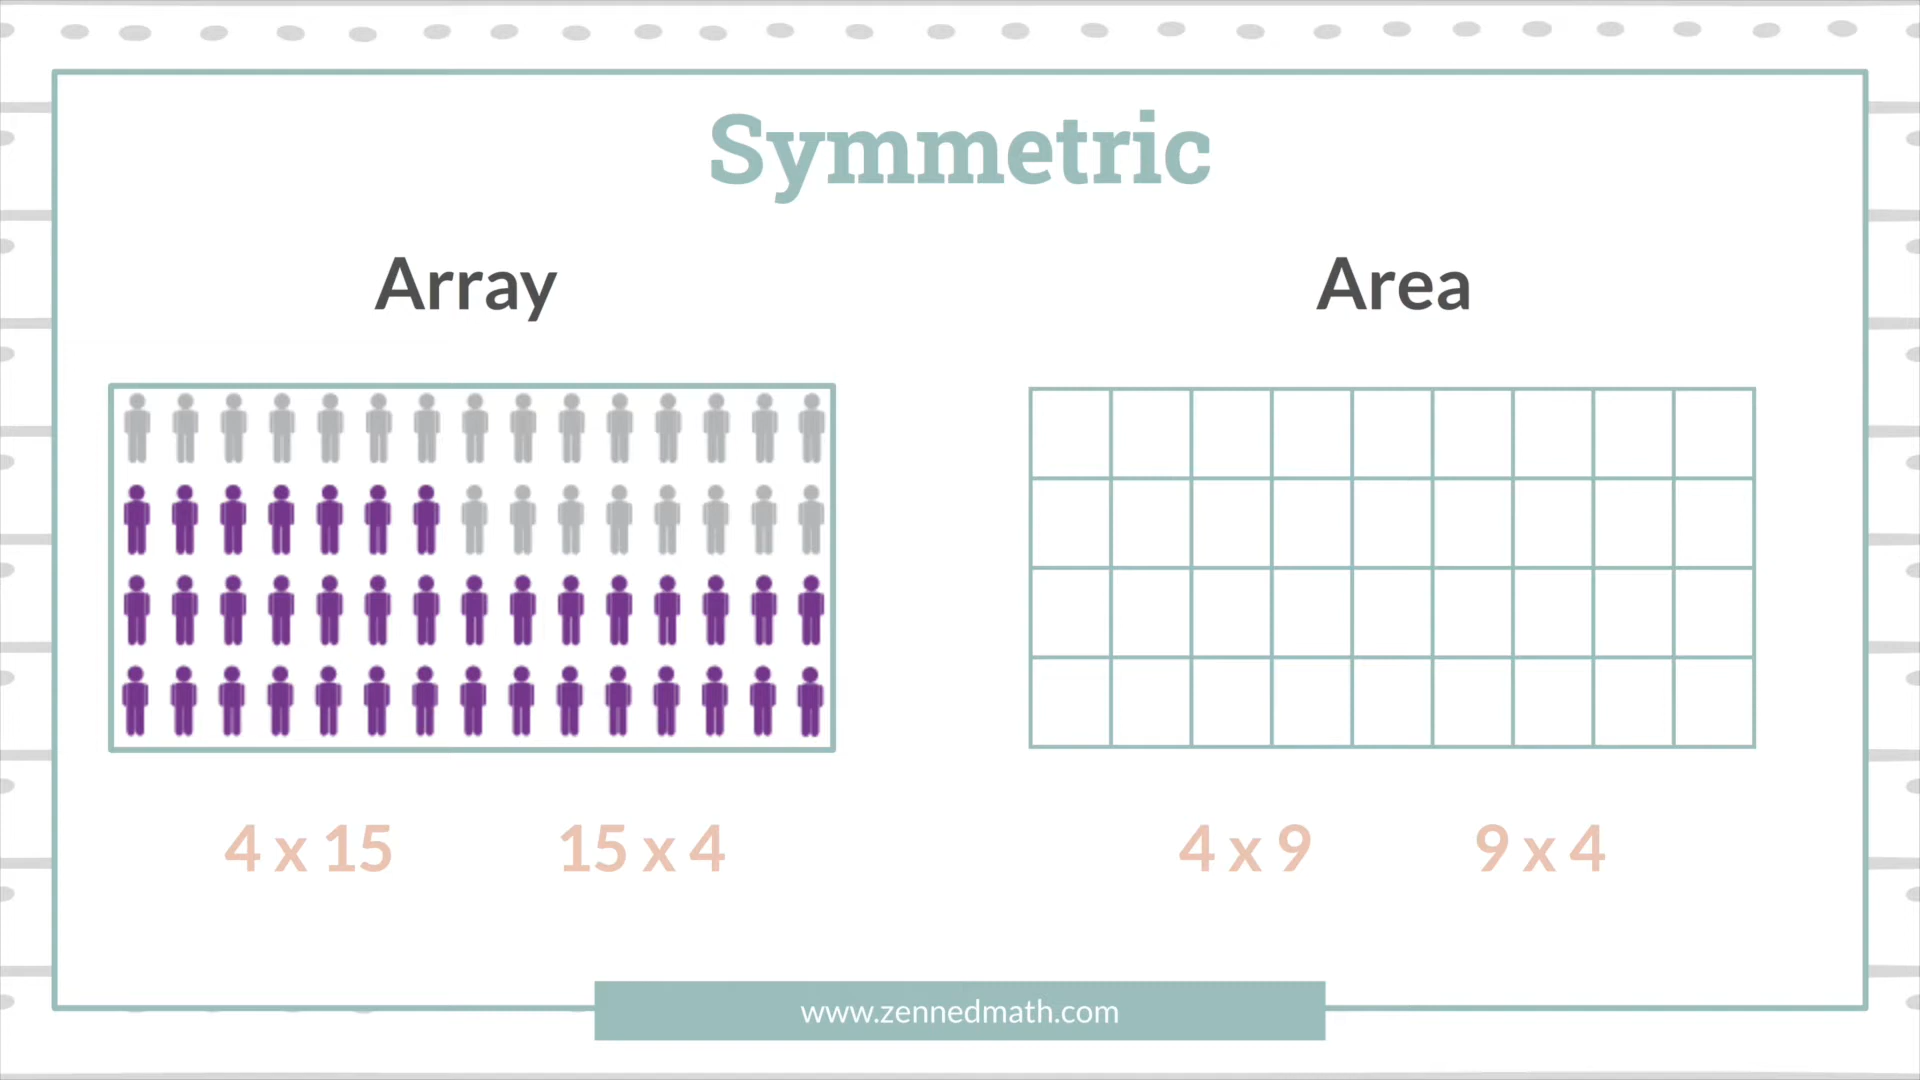 Symmetric
Array
Area
4 x 15
15 x 4
4 x 9
9 x 4
www.zennedmath.com